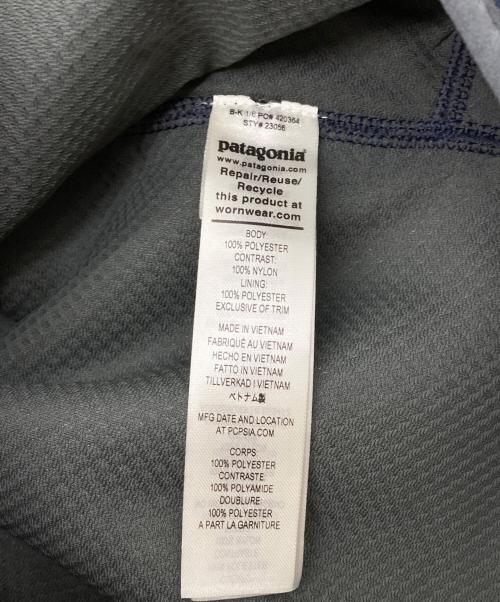 B-K 1/6 PO# 420364
STY# 23056
patagonia®
www.patagonia.com
Repair/Reuse/
Recycle
this product at
wornwear.com
BODY:
100% POLYESTER
CONTRAST:
100% NYLON
LINING:
100% POLYESTER
EXCLUSIVE OF TRIM
MADE IN VIETNAM
FABRIQUÉ AU VIETNAM
HECHO EN VIETNAM
FATTO IN VIETNAM
TILLVERKAD I VIETNAM
ベトナム製
MFG DATE AND LOCATION
AT PCPSIA.COM
CORPS:
100% POLYESTER
CONTRASTE:
100% POLYAMIDE
DOUBLURE:
100% POLYESTER
A PART LA GARNITURE